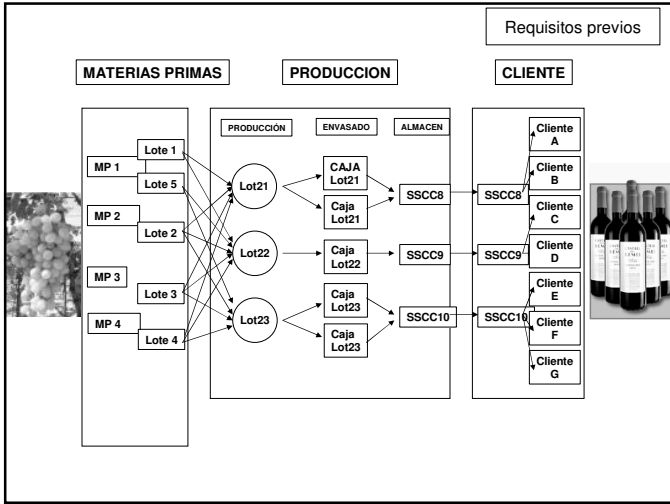 Requisitos previos
MATERIAS PRIMAS
PRODUCCION
CLIENTE
MP 1
Lote 1
Lote 5
MP 2
Lote 2
MP 3
Lote 3
MP 4
Lote 4
PRODUCCIÓN
Lot21
Lot22
Lot23
ENVASADO
CAJA
Lot21
Caja
Lot21
Caja
Lot22
Caja
Lot23
Caja
Lot23
ALMACEN
SSCC8
SSCC9
SSCC10
SSCC8
SSCC9
SSCC10
Cliente
A
Cliente
B
Cliente
C
Cliente
D
Cliente
E
Cliente
F
Cliente
G